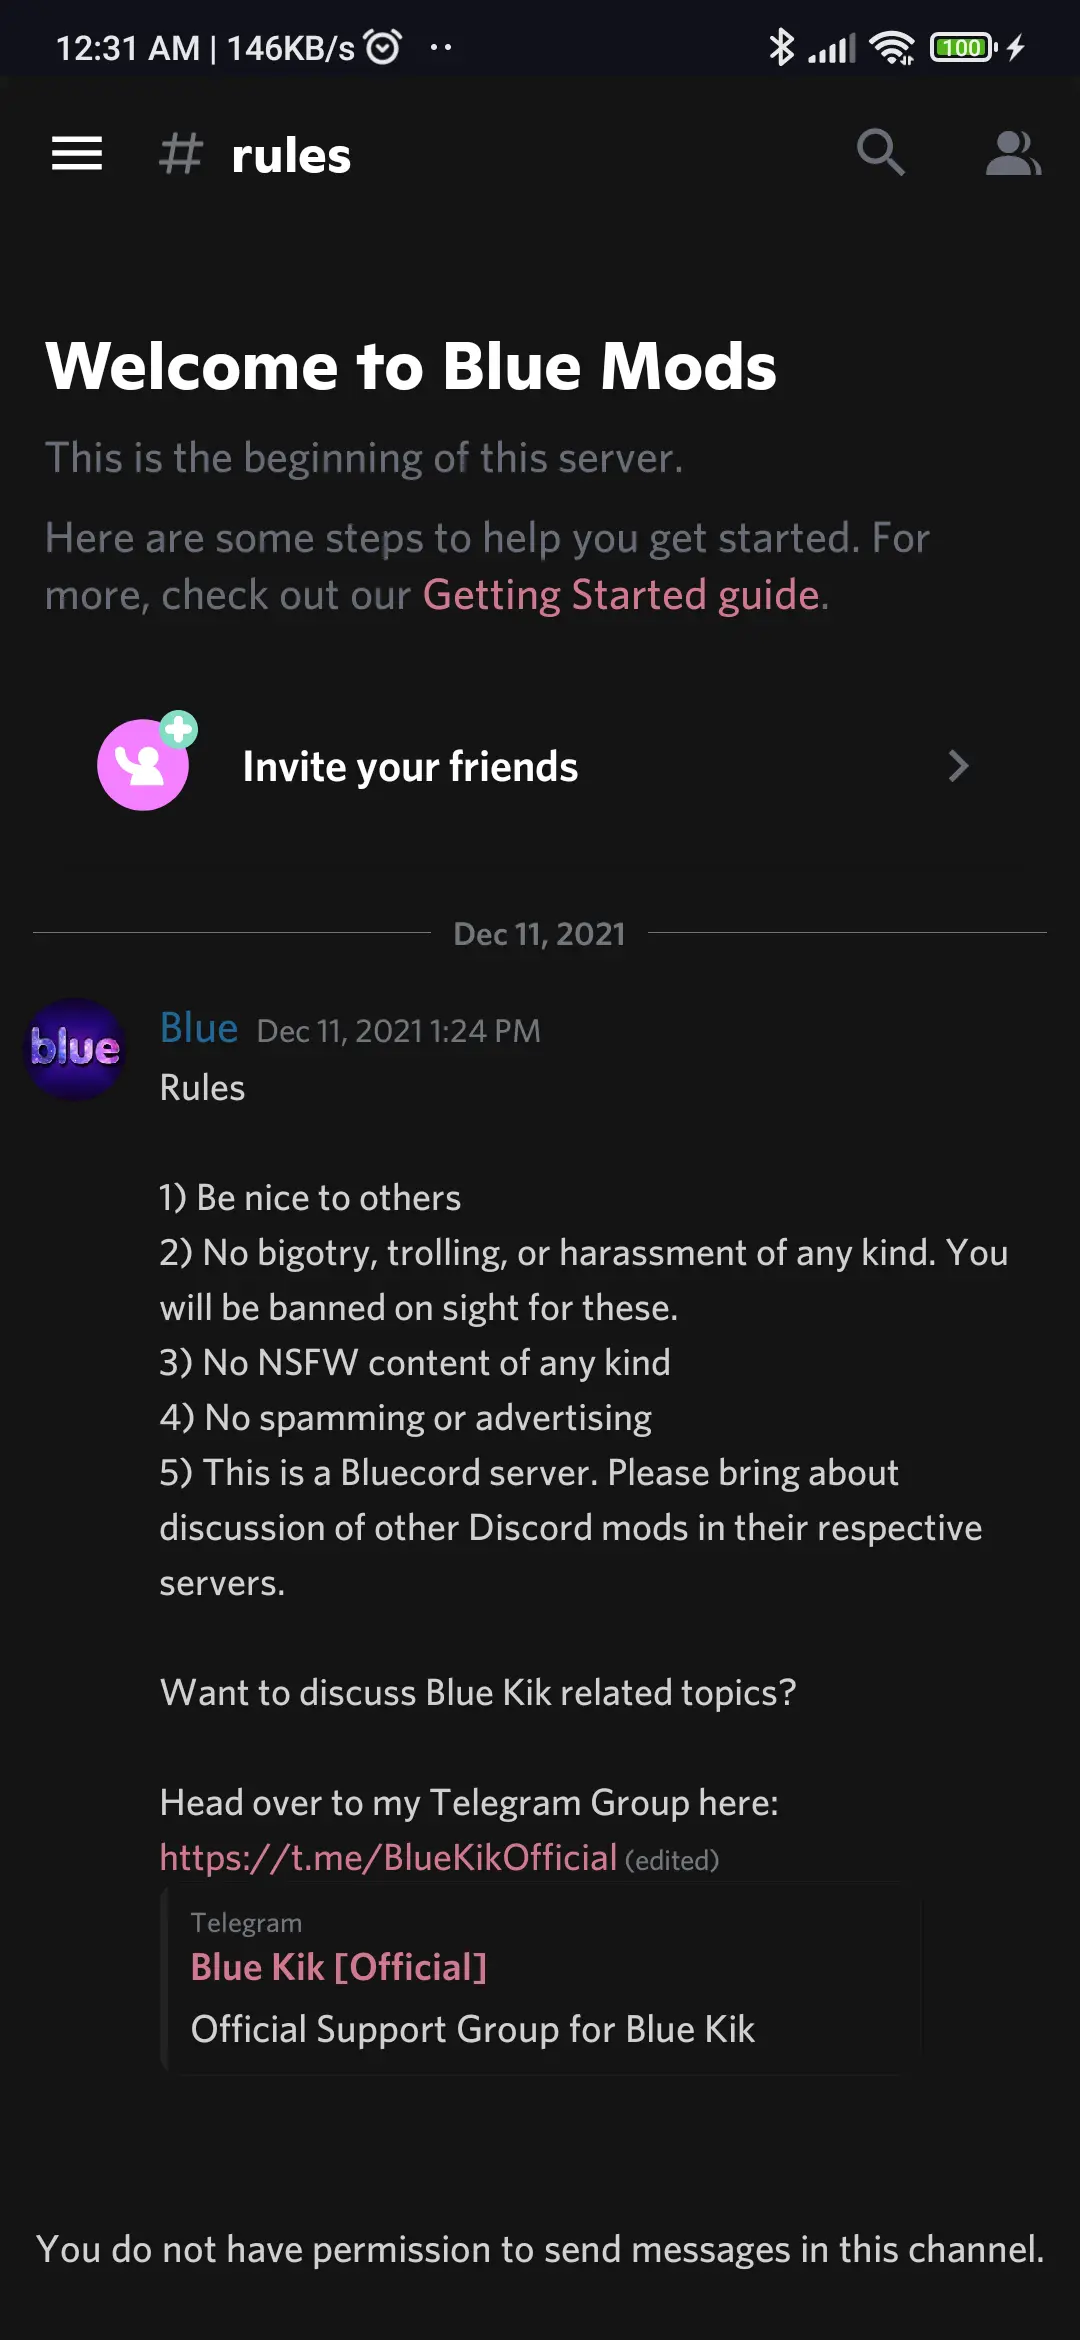 12:31 AM | 146KB/s
100
# rules
Welcome to Blue Mods
This is the beginning of this server.
Here are some steps to help you get started. For
more, check out our Getting Started guide.
Invite your friends
Dec 11, 2021
blue
Blue Dec 11, 2021 1:24 PM
Rules
1) Be nice to others
2) No bigotry, trolling, or harassment of any kind. You
will be banned on sight for these.
3) No NSFW content of any kind
4) No spamming or advertising
5) This is a Bluecord server. Please bring about
discussion of other Discord mods in their respective
servers.
Want to discuss Blue Kik related topics?
Head over to my Telegram Group here:
https://t.me/BlueKikOfficial (edited)
Telegram
Blue Kik [Official]
Official Support Group for Blue Kik
You do not have permission to send messages in this channel.